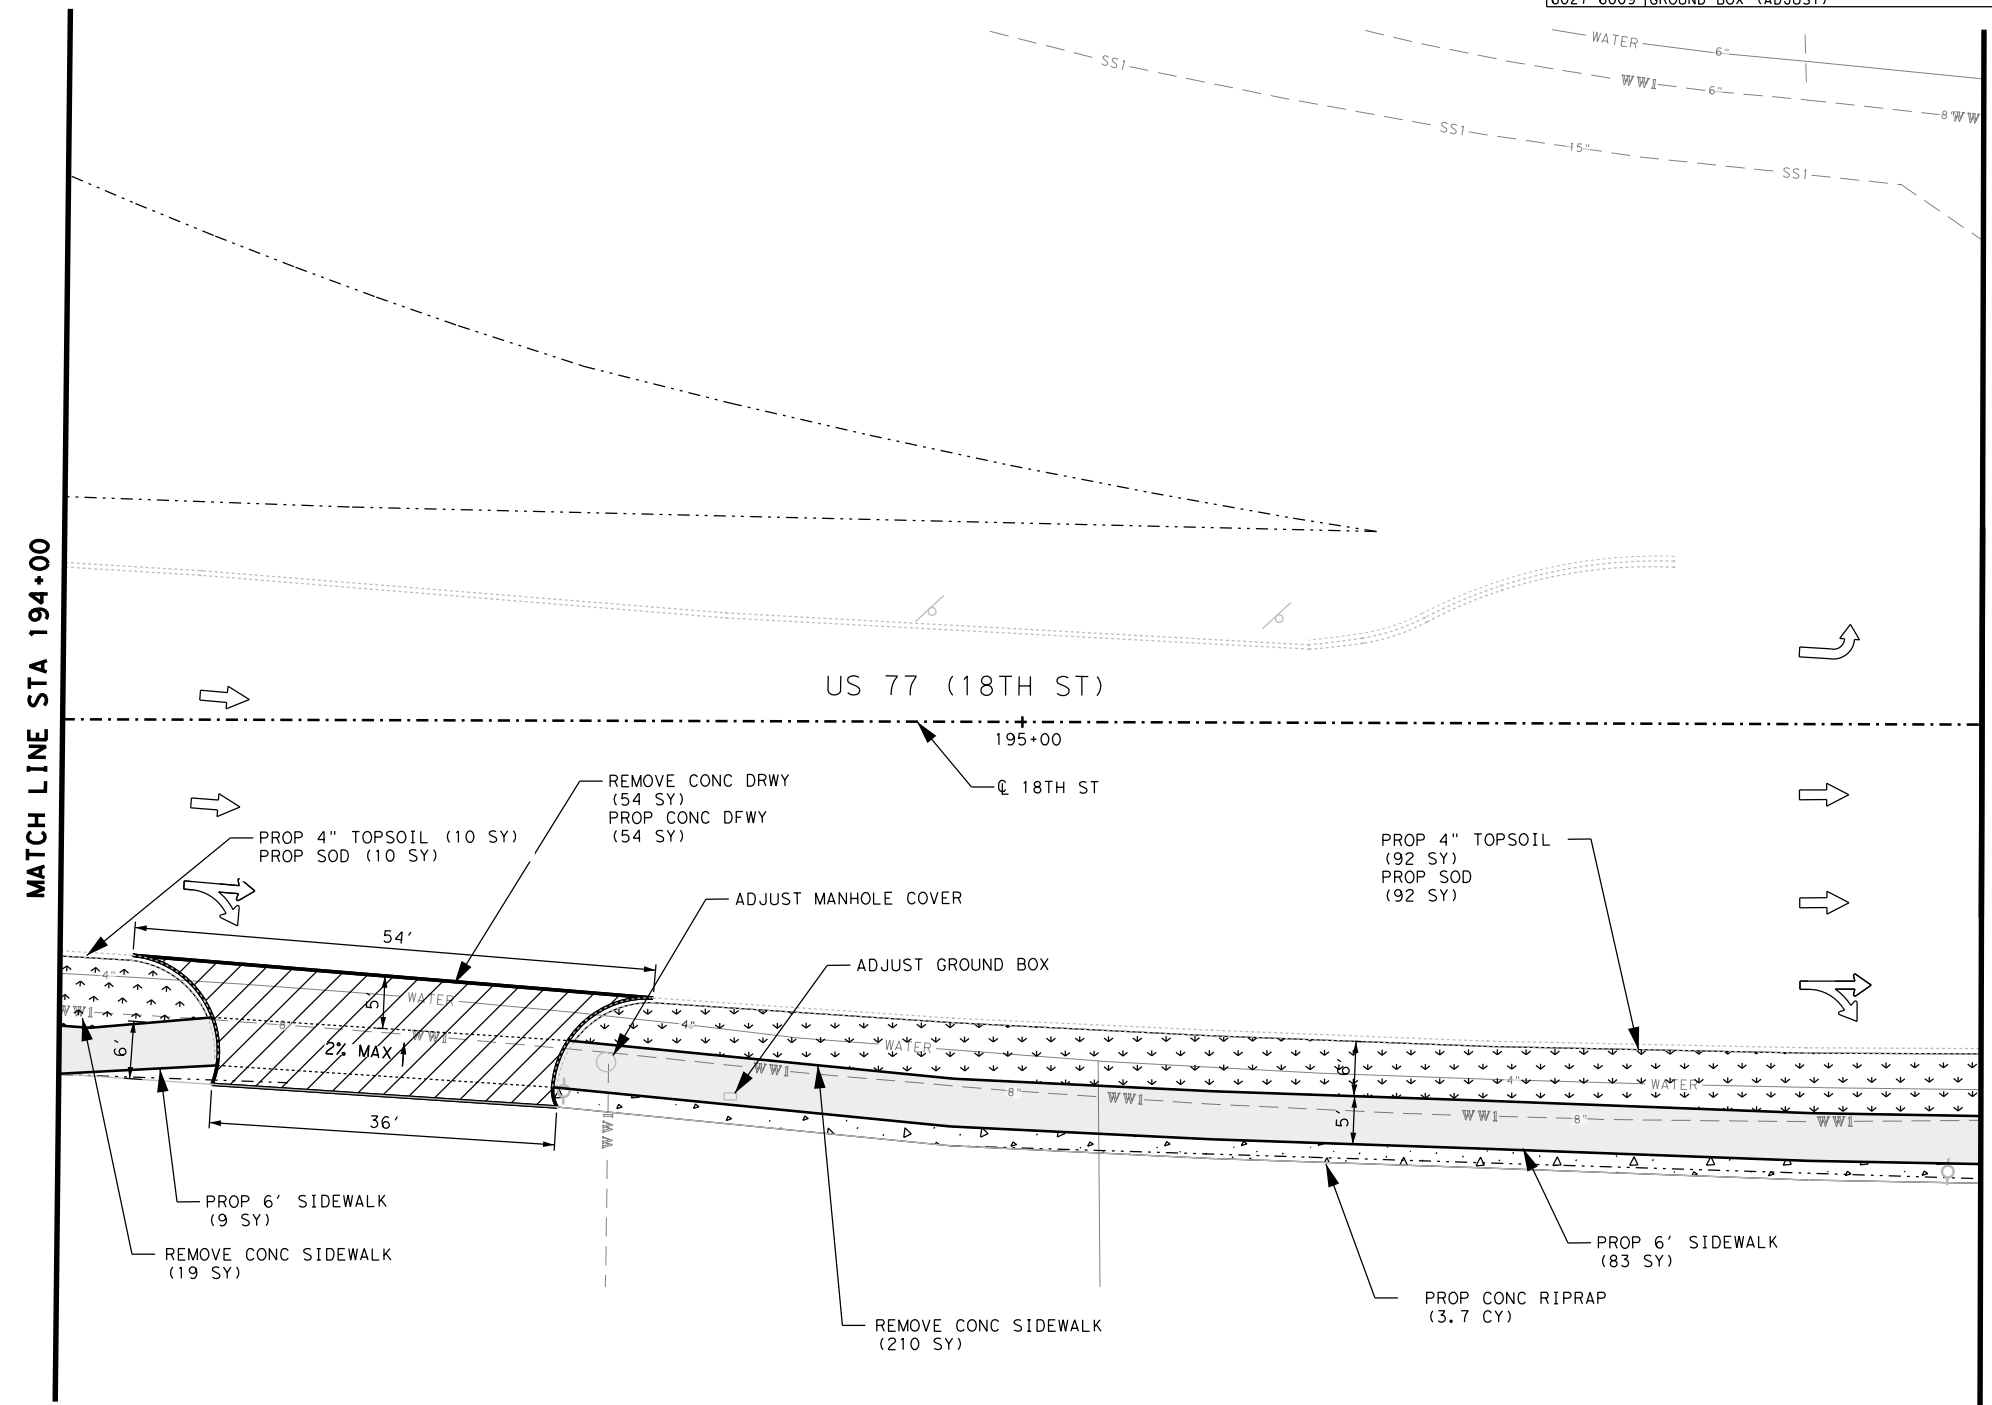 6027 6009 GROUND BOX (ADJUST)
WATER 6"
WW1 6" 8" WW
SS1 SS1 15" SS1
MATCH LINE STA 194+00
US 77 (18TH ST)
195+00
℄ 18TH ST
REMOVE CONC DRWY
(54 SY)
PROP CONC DFWY
(54 SY)
PROP 4" TOPSOIL (10 SY)
PROP SOD (10 SY)
PROP 4" TOPSOIL
(92 SY)
PROP SOD
(92 SY)
ADJUST MANHOLE COVER
54'
ADJUST GROUND BOX
4"
WATER
5'
WW1
8"
WW1
6'
2% MAX
4"
WATER
WW1
8"
WW1
6'
5'
4"
WATER
WW1
8"
WW1
WW1
36'
PROP 6' SIDEWALK
(9 SY)
REMOVE CONC SIDEWALK
(19 SY)
PROP 6' SIDEWALK
(83 SY)
PROP CONC RIPRAP
(3.7 CY)
REMOVE CONC SIDEWALK
(210 SY)